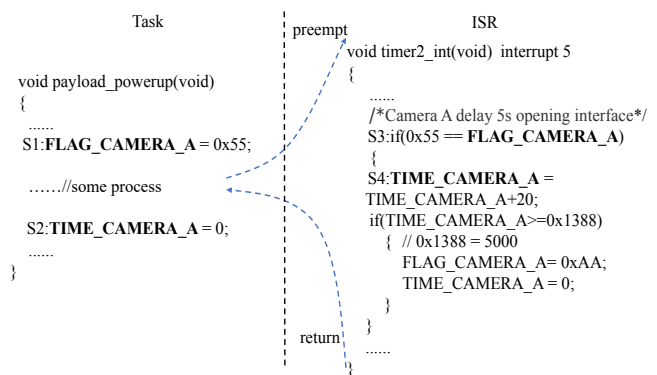 Task
void payload_powerup(void)
{
......
S1:FLAG_CAMERA_A = 0x55;
……//some process
S2:TIME_CAMERA_A = 0;
......
}
preempt
return
ISR
void timer2_int(void) interrupt 5
{
......
/*Camera A delay 5s opening interface*/
S3:if(0x55 == FLAG_CAMERA_A)
{
S4:TIME_CAMERA_A =
TIME_CAMERA_A+20;
if(TIME_CAMERA_A>=0x1388)
{ // 0x1388 = 5000
FLAG_CAMERA_A= 0xAA;
TIME_CAMERA_A = 0;
}
}
......
}